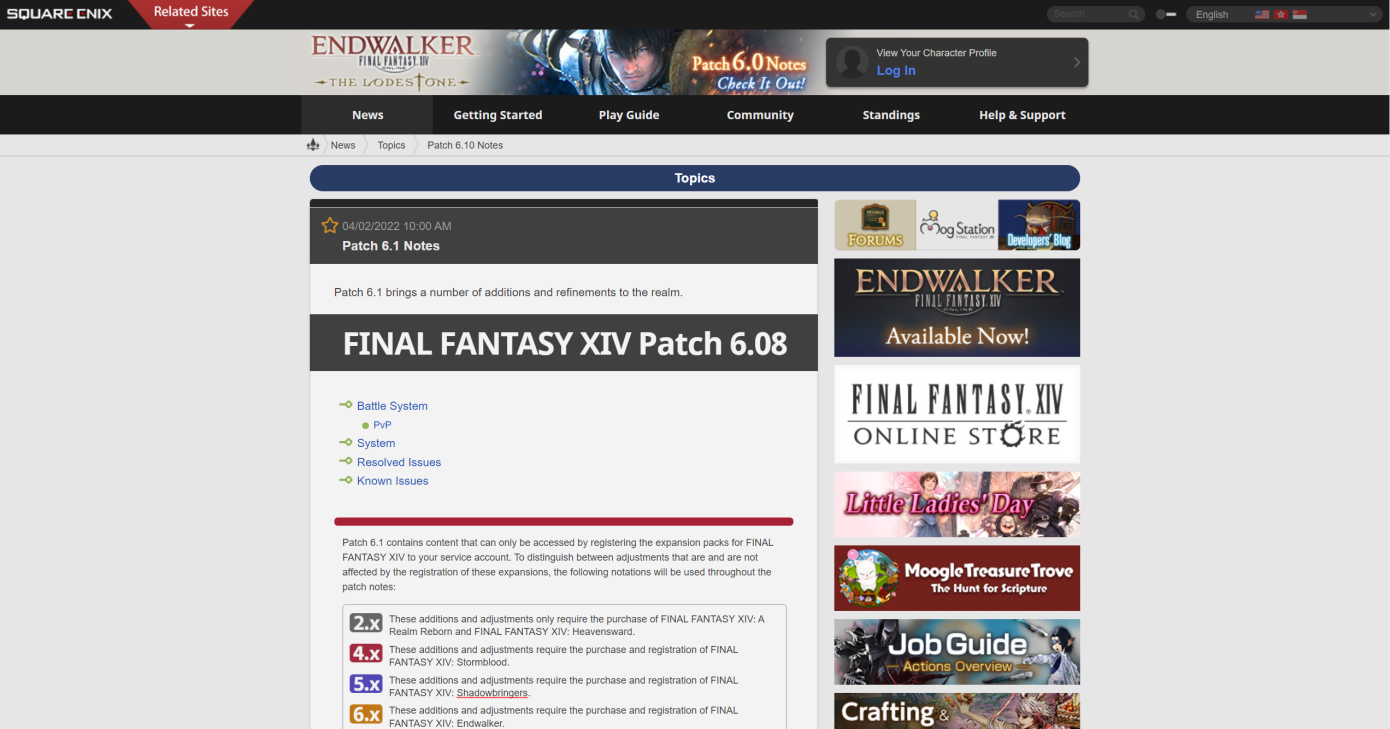 SQUARE ENIX
Related Sites
Search
English
ENDWALKER
FINAL FANTASY XIV
THE LODESTONE
Patch 6.0 Notes
Check It Out!
View Your Character Profile
Log In
News
Getting Started
Play Guide
Community
Standings
Help & Support
News
Topics
Patch 6.10 Notes
Topics
04/02/2022 10:00 AM
Patch 6.1 Notes
Patch 6.1 brings a number of additions and refinements to the realm.
FINAL FANTASY XIV Patch 6.08
Battle System
PvP
System
Resolved Issues
Known Issues
Patch 6.1 contains content that can only be accessed by registering the expansion packs for FINAL
FANTASY XIV to your service account. To distinguish between adjustments that are and are not
affected by the registration of these expansions, the following notations will be used throughout the
patch notes:
2.x
These additions and adjustments only require the purchase of FINAL FANTASY XIV: A
Realm Reborn and FINAL FANTASY XIV: Heavensward.
4.x
These additions and adjustments require the purchase and registration of FINAL
FANTASY XIV: Stormblood.
5.x
These additions and adjustments require the purchase and registration of FINAL
FANTASY XIV: Shadowbringers.
6.x
These additions and adjustments require the purchase and registration of FINAL
FANTASY XIV: Endwalker.
FORUMS
Mog Station
Developers' Blog
ENDWALKER
FINAL FANTASY XIV
ONLINE
Available Now!
FINAL FANTASY XIV
ONLINE STORE
Little Ladies' Day
Moogle Treasure Trove
The Hunt for Scripture
Job Guide
Actions Overview
Crafting &